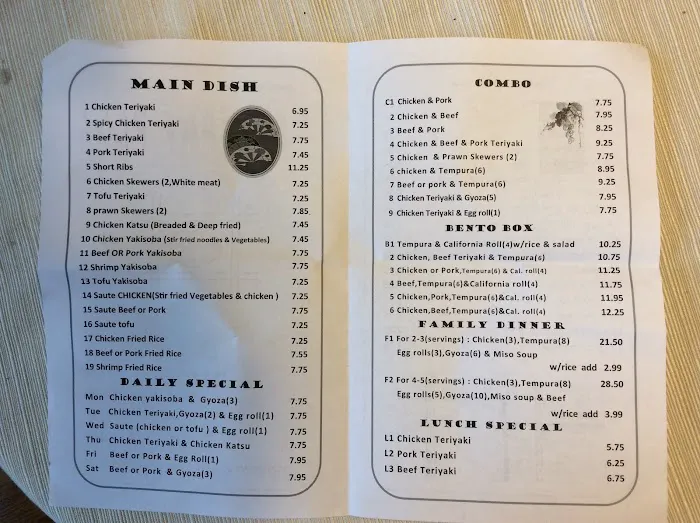 MAIN DISH
1 Chicken Teriyaki 6.95
2 Spicy Chicken Teriyaki 7.25
3 Beef Teriyaki 7.75
4 Pork Teriyaki 7.45
5 Short Ribs 11.25
6 Chicken Skewers (2,White meat) 7.25
7 Tofu Teriyaki 7.25
8 prawn Skewers (2) 7.85
9 Chicken Katsu (Breaded & Deep fried) 7.45
10 Chicken Yakisoba (Stir fried noodles & Vegetables) 7.45
11 Beef OR Pork Yakisoba 7.75
12 Shrimp Yakisoba 7.75
13 Tofu Yakisoba 7.25
14 Saute CHICKEN(Stir fried Vegetables & chicken ) 7.25
15 Saute Beef or Pork 7.75
16 Saute tofu 7.25
17 Chicken Fried Rice 7.25
18 Beef or Pork Fried Rice 7.55
19 Shrimp Fried Rice 7.75
DAILY SPECIAL
Mon Chicken yakisoba & Gyoza(3) 7.75
Tue Chicken Teriyaki,Gyoza(2) & Egg roll(1) 7.75
Wed Saute (chicken or tofu ) & Egg roll(1) 7.75
Thu Chicken Teriyaki & Chicken Katsu 7.75
Fri Beef or Pork & Egg Roll(1) 7.95
Sat Beef or Pork & Gyoza(3) 7.95
COMBO
C1 Chicken & Pork 7.75
2 Chicken & Beef 7.95
3 Beef & Pork 8.25
4 Chicken & Beef & Pork Teriyaki 9.25
5 Chicken & Prawn Skewers (2) 7.75
6 chicken & Tempura(6) 8.95
7 Beef or pork & Tempura(6) 9.25
8 Chicken Teriyaki & Gyoza(5) 7.95
9 Chicken Teriyaki & Egg roll(1) 7.75
BENTO BOX
B1 Tempura & California Roll(4)w/rice & salad 10.25
2 Chicken, Beef Teriyaki & Tempura(6) 10.75
3 Chicken or Pork,Tempura(6) & Cal. roll(4) 11.25
4 Beef,Tempura(6)&California roll(4) 11.75
5 Chicken,Pork,Tempura(6)&Cal. roll(4) 11.95
6 Chicken,Beef,Tempura(6)&Cal. roll(4) 12.25
FAMILY DINNER
F1 For 2-3(servings) : Chicken(3),Tempura(8) 21.50
Egg rolls(3),Gyoza(6) & Miso Soup
w/rice add 2.99
F2 For 4-5(servings) : Chicken(3),Tempura(8) 28.50
Egg rolls(5),Gyoza(10),Miso soup & Beef
w/rice add 3.99
LUNCH SPECIAL
L1 Chicken Teriyaki 5.75
L2 Pork Teriyaki 6.25
L3 Beef Teriyaki 6.75